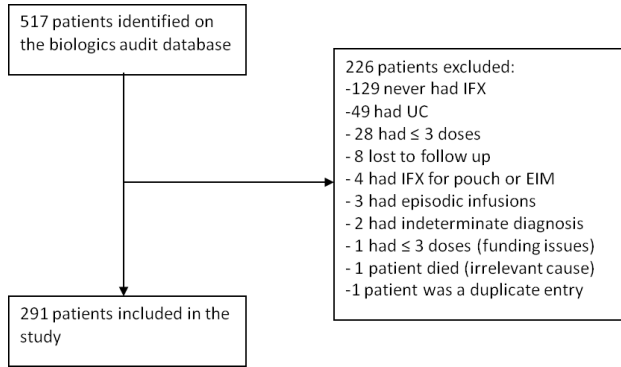 517 patients identified on
the biologics audit database
226 patients excluded:
-129 never had IFX
-49 had UC
- 28 had ≤ 3 doses
- 8 lost to follow up
- 4 had IFX for pouch or EIM
- 3 had episodic infusions
- 2 had indeterminate diagnosis
- 1 had ≤ 3 doses (funding issues)
- 1 patient died (irrelevant cause)
-1 patient was a duplicate entry
291 patients included in the
study